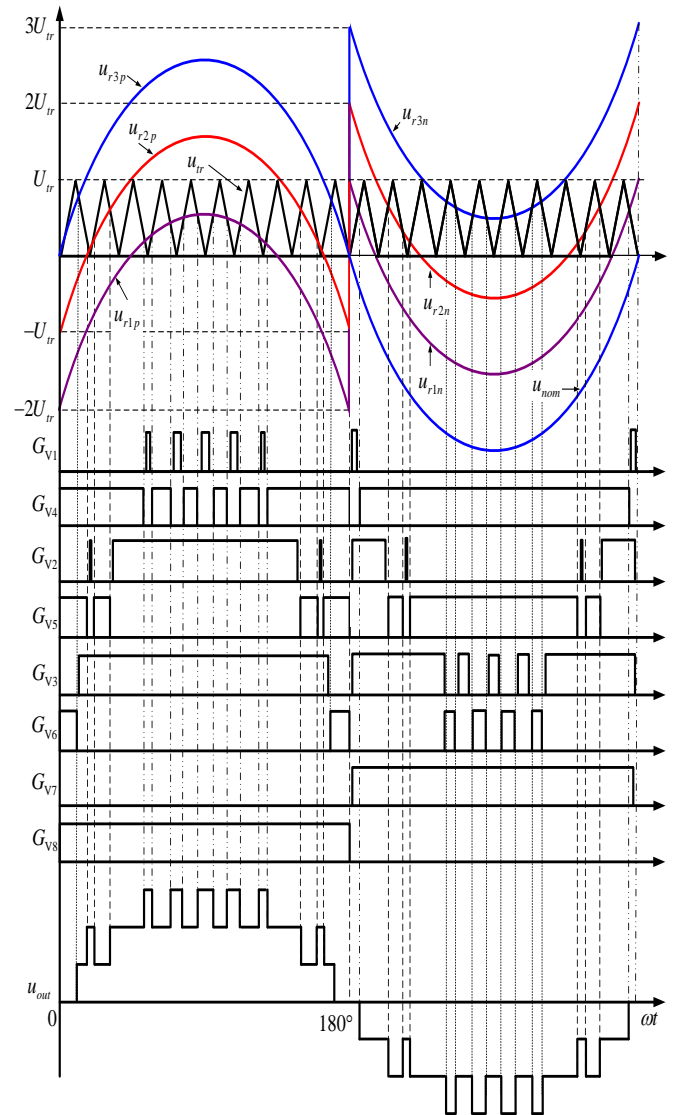 3U_tr
u_r3p
2U_tr
u_r3n
u_r2p
u_tr
U_tr
u_r1p
u_r2n
−U_tr
u_r1n
u_nom
−2U_tr
G_V1
G_V4
G_V2
G_V5
G_V3
G_V6
G_V7
G_V8
u_out
0
180°
ωt